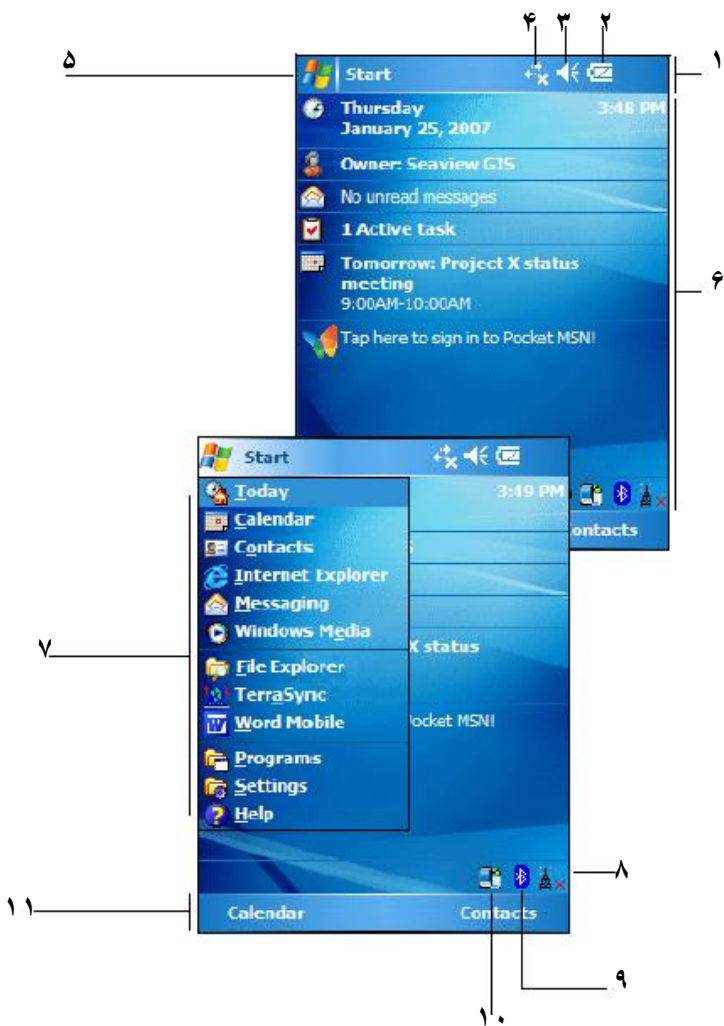 ۴ ۳ ۲
۵
۱
Start
Thursday 3:48 PM
January 25, 2007
Owner: Seaview GIS
No unread messages
1 Active task
۶
Tomorrow: Project X status
meeting
9:00AM-10:00AM
Tap here to sign in to Pocket MSN!
ontacts
Start
Today 3:49 PM
Calendar
Contacts
Internet Explorer
Messaging
Windows Media
۷
X status
File Explorer
TerraSync
Word Mobile
ocket MSN!
Programs
Settings
Help
۸
۱۱
Calendar Contacts
۹
۱۰